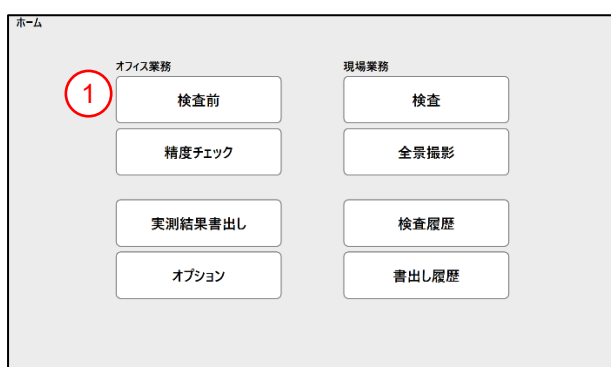 ホーム
オフィス業務
現場業務
1
検査前
検査
精度チェック
全景撮影
実測結果書出し
検査履歴
オプション
書出し履歴